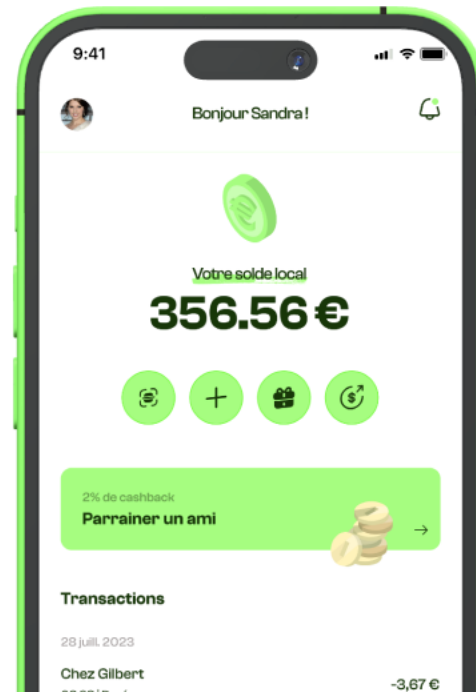 9:41
Bonjour Sandra !
Votre solde local
356.56 €
2% de cashback
Parrainer un ami
→
Transactions
28 juill. 2023
Chez Gilbert
-3,67 €